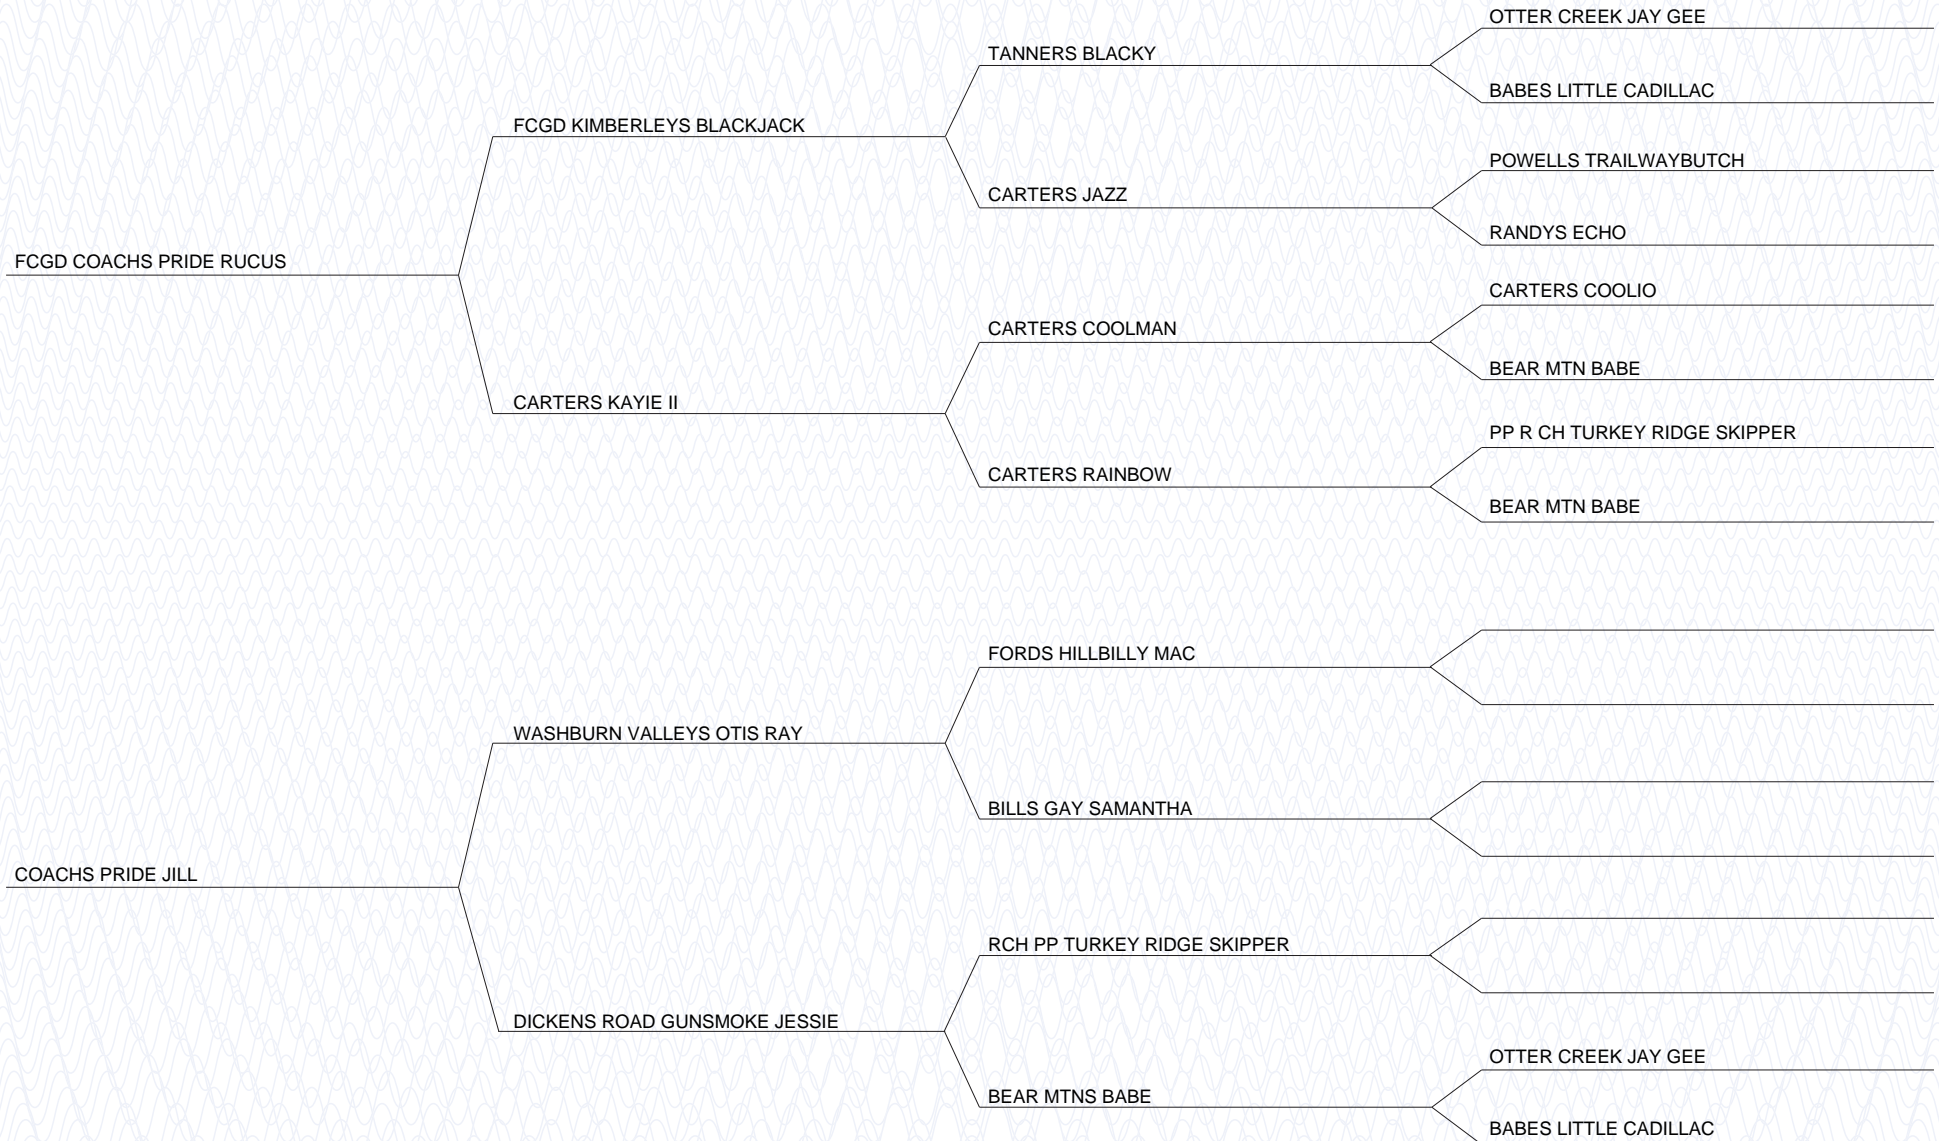 OTTER CREEK JAY GEE
TANNERS BLACKY
BABES LITTLE CADILLAC
FCGD KIMBERLEYS BLACKJACK
POWELLS TRAILWAYBUTCH
CARTERS JAZZ
RANDYS ECHO
FCGD COACHS PRIDE RUCUS
CARTERS COOLIO
CARTERS COOLMAN
BEAR MTN BABE
CARTERS KAYIE II
PP R CH TURKEY RIDGE SKIPPER
CARTERS RAINBOW
BEAR MTN BABE
FORDS HILLBILLY MAC
WASHBURN VALLEYS OTIS RAY
BILLS GAY SAMANTHA
COACHS PRIDE JILL
RCH PP TURKEY RIDGE SKIPPER
DICKENS ROAD GUNSMOKE JESSIE
OTTER CREEK JAY GEE
BEAR MTNS BABE
BABES LITTLE CADILLAC